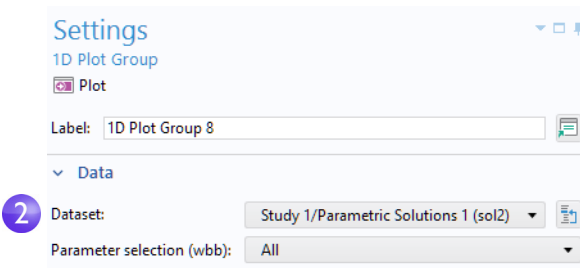 Settings
1D Plot Group
Plot
Label: 1D Plot Group 8
Data
2 Dataset: Study 1/Parametric Solutions 1 (sol2)
Parameter selection (wbb): All